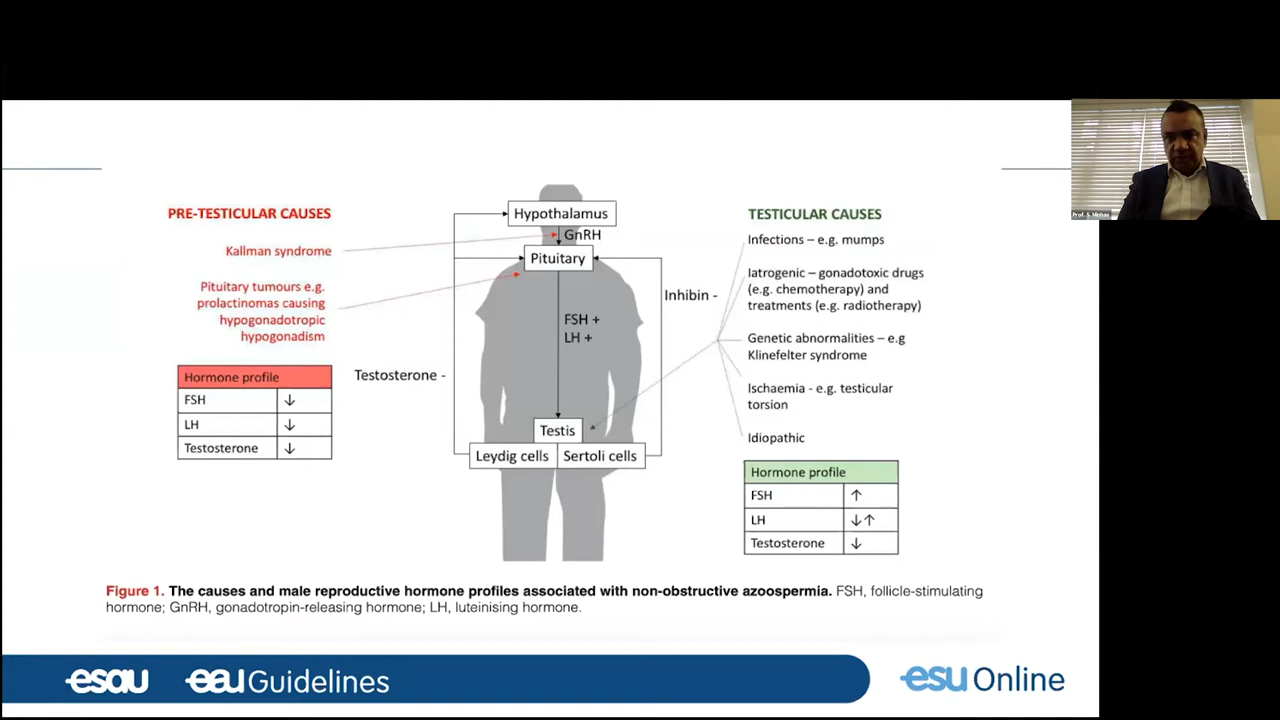 Prof. S. Minhas
PRE-TESTICULAR CAUSES
Kallman syndrome
Pituitary tumours e.g.
prolactinomas causing
hypogonadotropic
hypogonadism
Hormone profile
FSH ↓
LH ↓
Testosterone ↓
Hypothalamus
GnRH
Pituitary
Inhibin -
FSH +
LH +
Testosterone -
Testis
Leydig cells
Sertoli cells
TESTICULAR CAUSES
Infections – e.g. mumps
Iatrogenic – gonadotoxic drugs
(e.g. chemotherapy) and
treatments (e.g. radiotherapy)
Genetic abnormalities – e.g
Klinefelter syndrome
Ischaemia - e.g. testicular
torsion
Idiopathic
Hormone profile
FSH ↑
LH ↓↑
Testosterone ↓
Figure 1. The causes and male reproductive hormone profiles associated with non-obstructive azoospermia. FSH, follicle-stimulating
hormone; GnRH, gonadotropin-releasing hormone; LH, luteinising hormone.
esau
eau Guidelines
esu Online